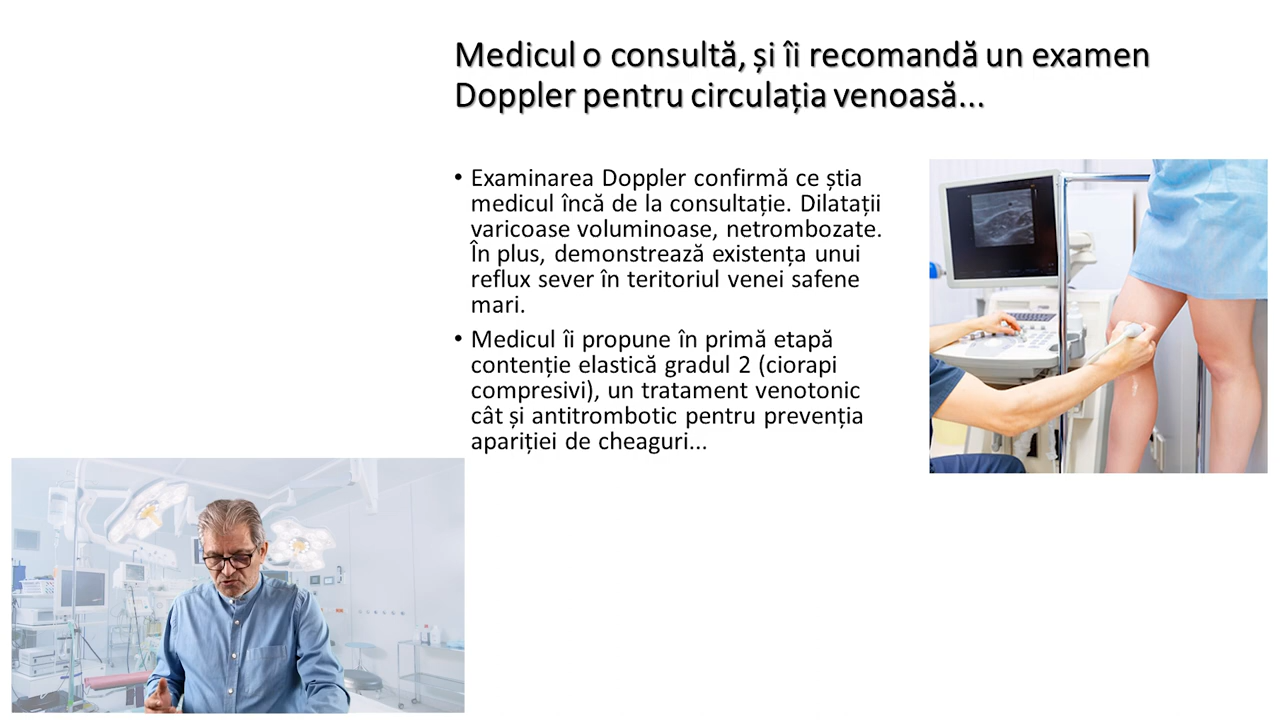 Medicul o consultă, și îi recomandă un examen
Doppler pentru circulația venoasă...
• Examinarea Doppler confirmă ce știa
medicul încă de la consultație. Dilatații
varicoase voluminoase, netrombozate.
În plus, demonstrează existența unui
reflux sever în teritoriul venei safene
mari.
• Medicul îi propune în primă etapă
contenție elastică gradul 2 (ciorapi
compresivi), un tratament venotonic
cât și antitrombotic pentru prevenția
apariției de cheaguri...